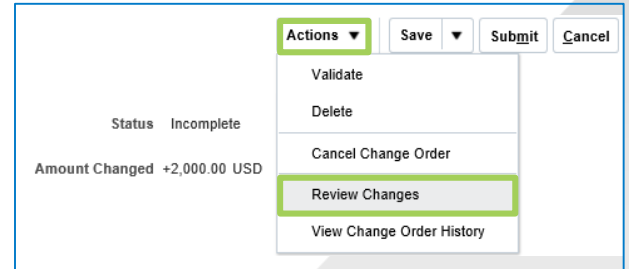 Actions ▼ Save ▼ Submit Cancel
Validate
Delete
Status Incomplete
Cancel Change Order
Amount Changed +2,000.00 USD
Review Changes
View Change Order History